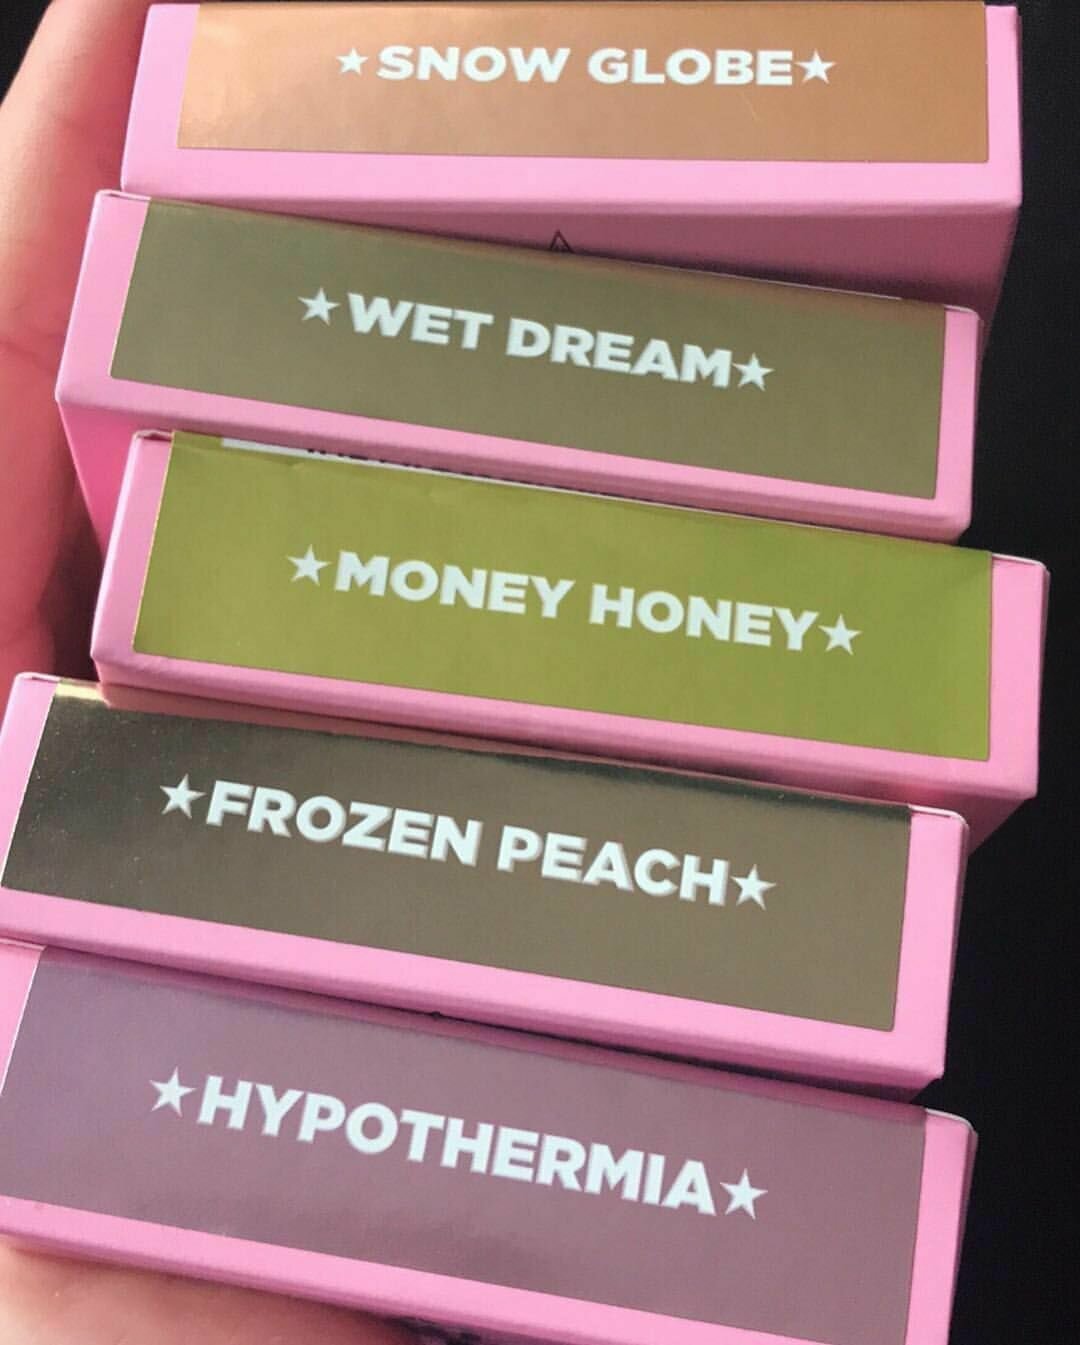 ★SNOW GLOBE★
★WET DREAM★
★MONEY HONEY★
★FROZEN PEACH★
★HYPOTHERMIA★